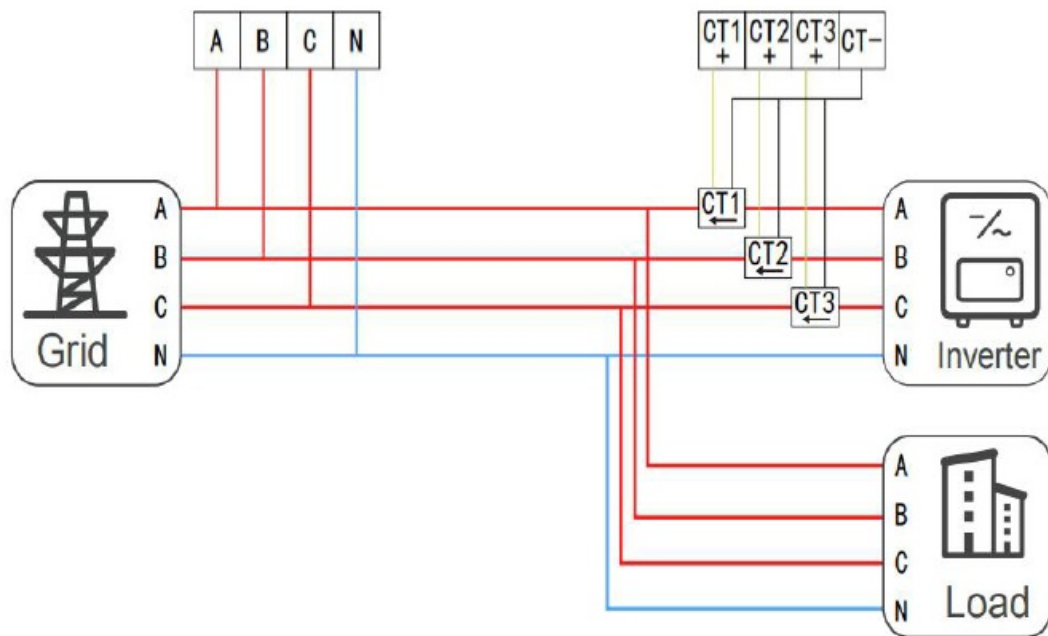 A B C N
CT1+ CT2+ CT3+ CT-
A
B
C
N
Grid
CT1
CT2
CT3
A
B
C
N
Inverter
A
B
C
N
Load